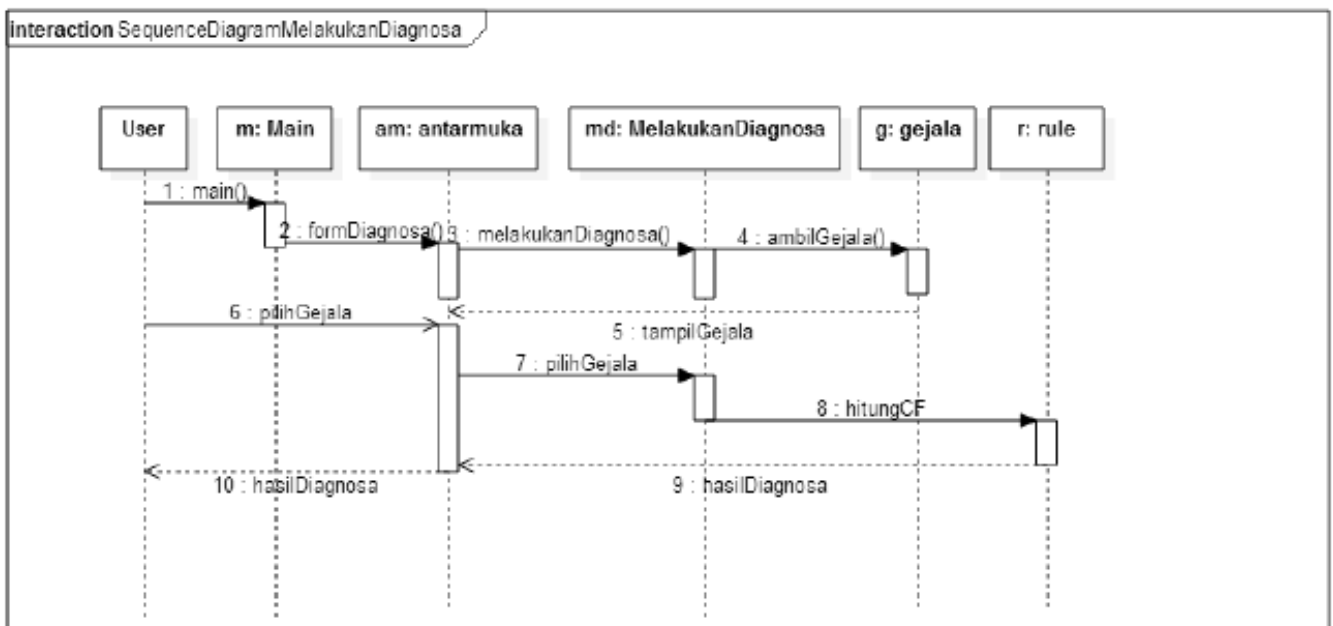 interaction SequenceDiagramMelakukanDiagnosa
User
m: Main
am: antarmuka
md: MelakukanDiagnosa
g: gejala
r: rule
1 : main()
2 : formDiagnosa()
3 : melakukanDiagnosa()
4 : ambilGejala()
5 : tampilGejala
6 : pilihGejala
7 : pilihGejala
8 : hitungCF
9 : hasilDiagnosa
10 : hasilDiagnosa